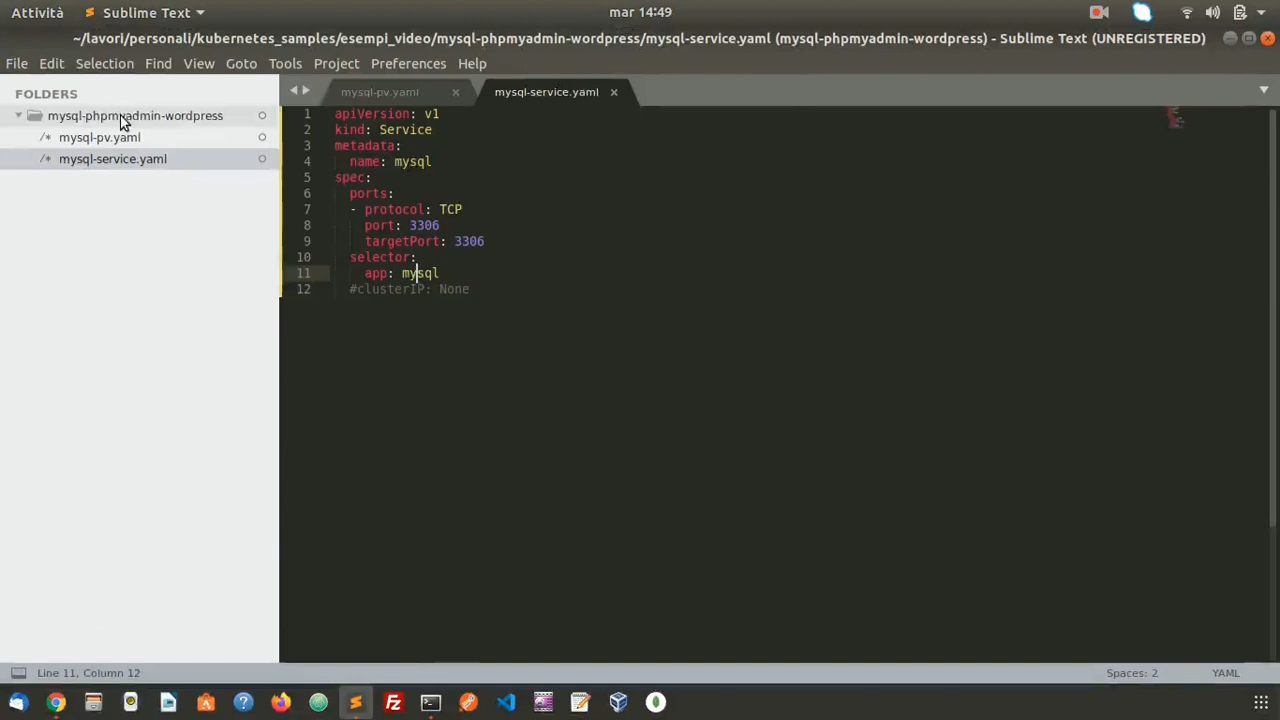 Attività
Sublime Text
mar 14:49
~/lavori/personali/kubernetes_samples/esempi_video/mysql-phpmyadmin-wordpress/mysql-service.yaml (mysql-phpmyadmin-wordpress) - Sublime Text (UNREGISTERED)
File Edit Selection Find View Goto Tools Project Preferences Help
FOLDERS
mysql-phpmyadmin-wordpress
/* mysql-pv.yaml
/* mysql-service.yaml
mysql-pv.yaml ×
mysql-service.yaml ×
1 apiVersion: v1
2 kind: Service
3 metadata:
4 name: mysql
5 spec:
6 ports:
7 - protocol: TCP
8 port: 3306
9 targetPort: 3306
10 selector:
11 app: mysql
12 #clusterIP: None
Line 11, Column 12
Spaces: 2
YAML